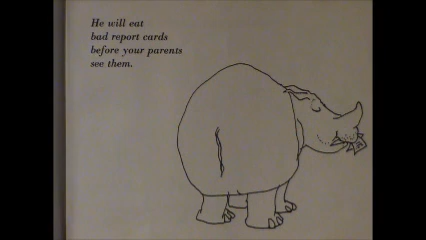 He will eat
bad report cards
before your parents
see them.